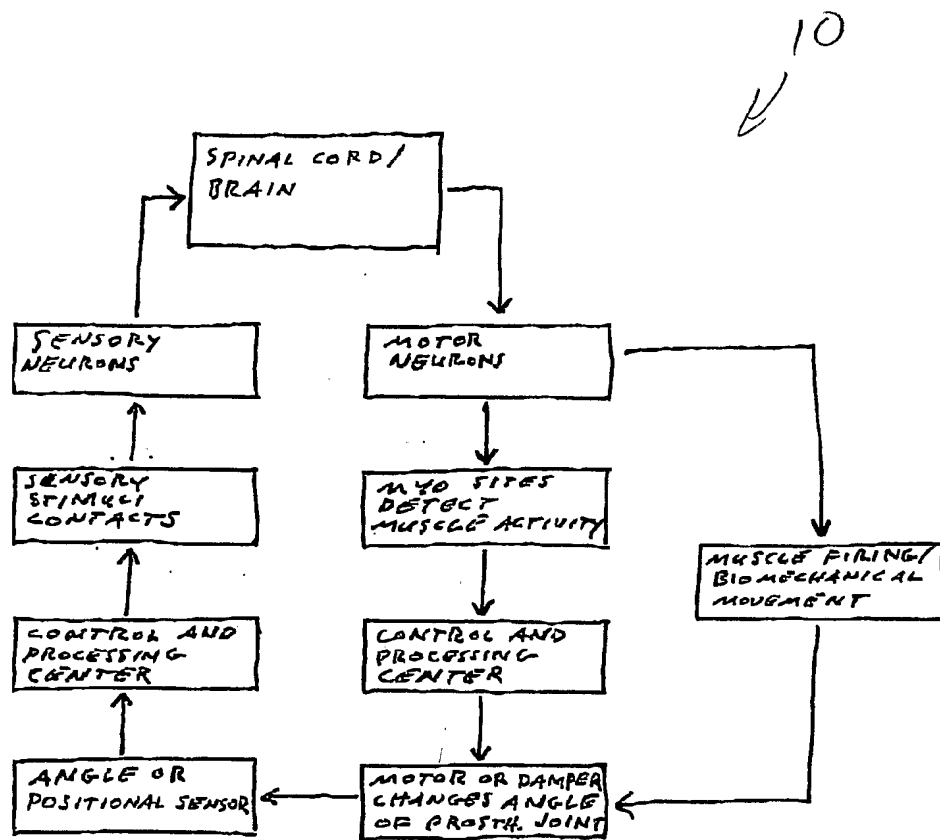 10
SPINAL CORD/
BRAIN
SENSORY
NEURONS
MOTOR
NEURONS
SENSORY
STIMULI
CONTACTS
MYO SITES
DETECT
MUSCLE ACTIVITY
MUSCLE FIRING/
BIOMECHANICAL
MOVEMENT
CONTROL AND
PROCESSING
CENTER
CONTROL AND
PROCESSING
CENTER
ANGLE OR
POSITIONAL SENSOR
MOTOR OR DAMPER
CHANGES ANGLE
OF PROSTH. JOINT